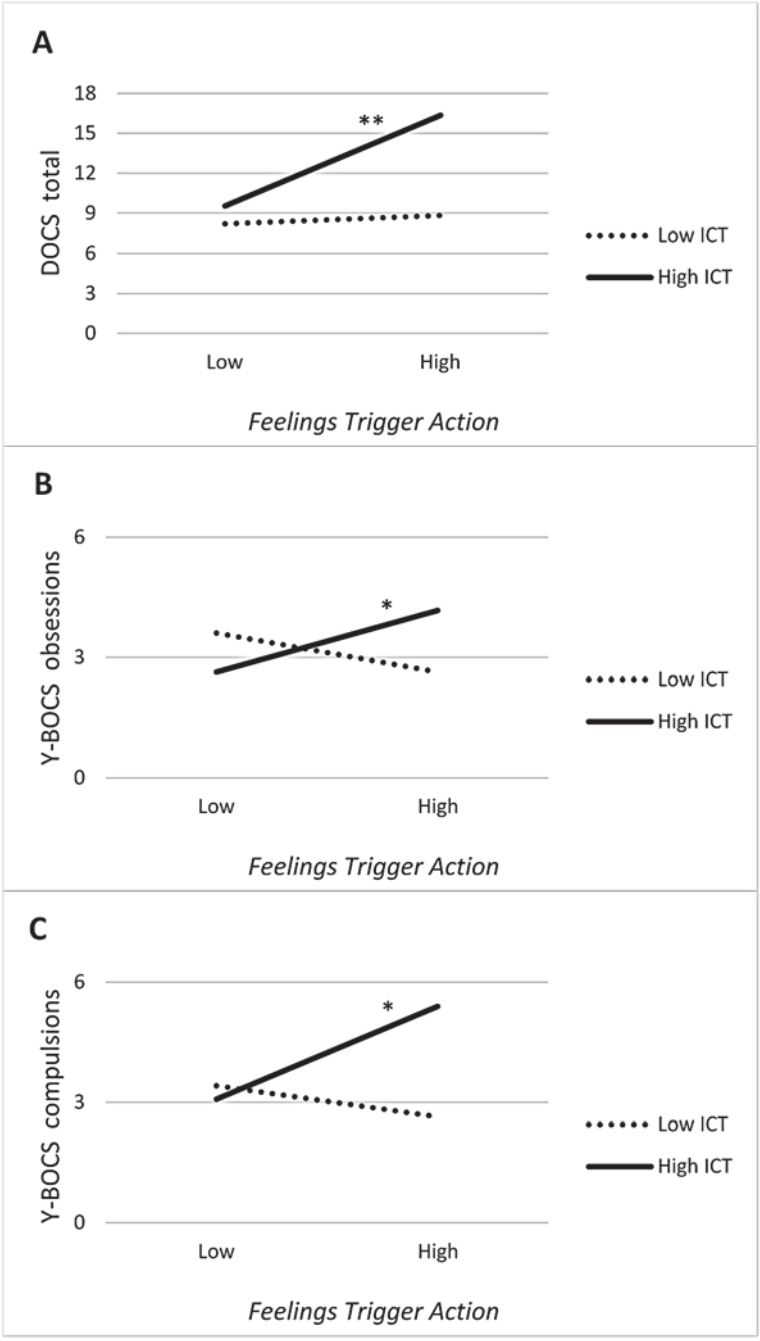 A
18
15
12
9
6
3
0
DOCS total
**
Low
High
Feelings Trigger Action
Low ICT
High ICT
B
6
3
0
Y-BOCS obsessions
*
Low
High
Feelings Trigger Action
Low ICT
High ICT
C
6
3
0
Y-BOCS compulsions
*
Low
High
Feelings Trigger Action
Low ICT
High ICT